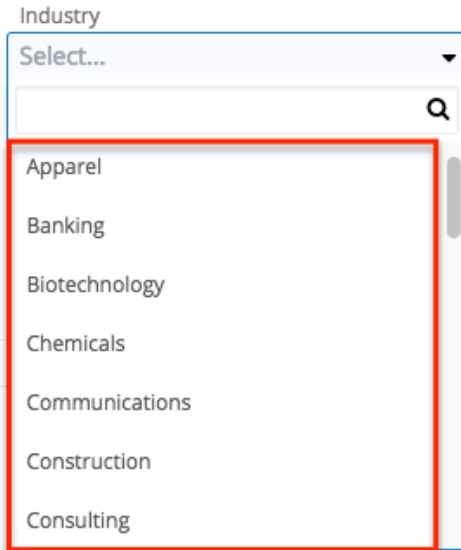 Industry
Select...
Apparel
Banking
Biotechnology
Chemicals
Communications
Construction
Consulting